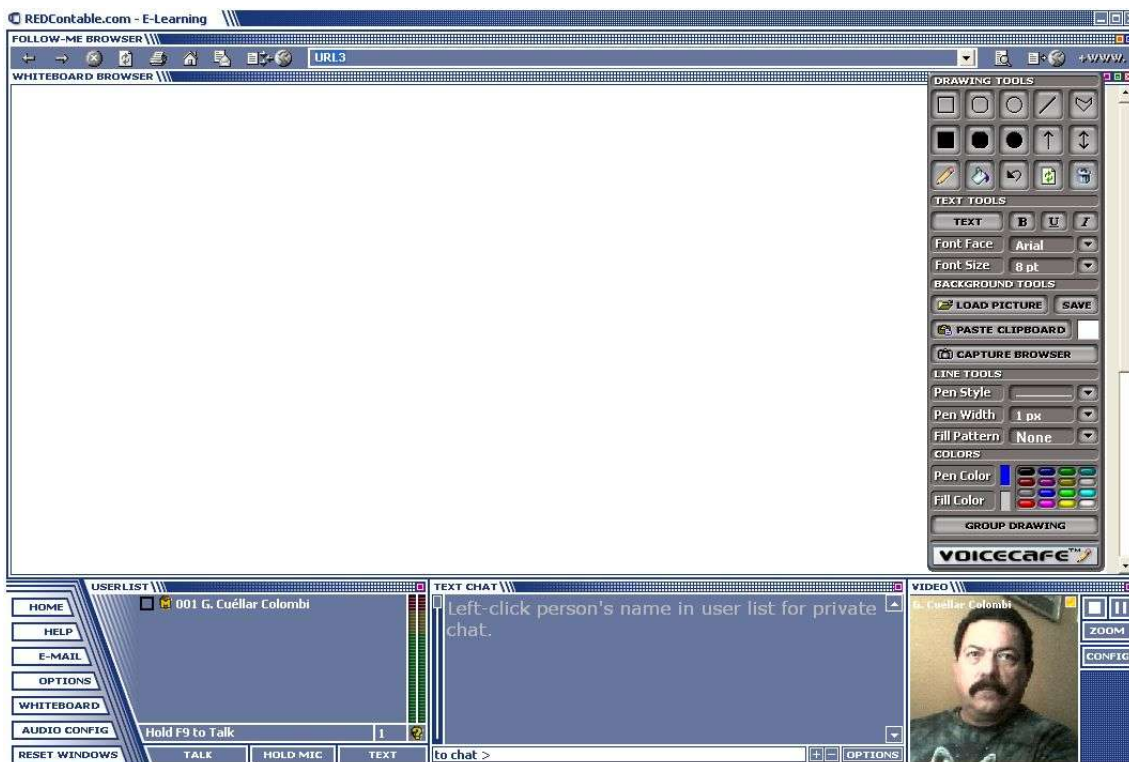 REDContable.com - E-Learning
FOLLOW-ME BROWSER
URL3
+WWW.
WHITEBOARD BROWSER
DRAWING TOOLS
TEXT TOOLS
TEXT B U I
Font Face Arial
Font Size 8 pt
BACKGROUND TOOLS
LOAD PICTURE SAVE
PASTE CLIPBOARD
CAPTURE BROWSER
LINE TOOLS
Pen Style
Pen Width 1 px
Fill Pattern None
COLORS
Pen Color
Fill Color
GROUP DRAWING
VOICECAFE™
HOME
HELP
E-MAIL
OPTIONS
WHITEBOARD
AUDIO CONFIG
RESET WINDOWS
USERLIST
001 G. Cuéllar Colombi
Hold F9 to Talk 1
TALK HOLD MIC TEXT
TEXT CHAT
Left-click person's name in user list for private
chat.
to chat > + - OPTIONS
VIDEO
G. Cuellar Colombi
ZOOM
CONFIG